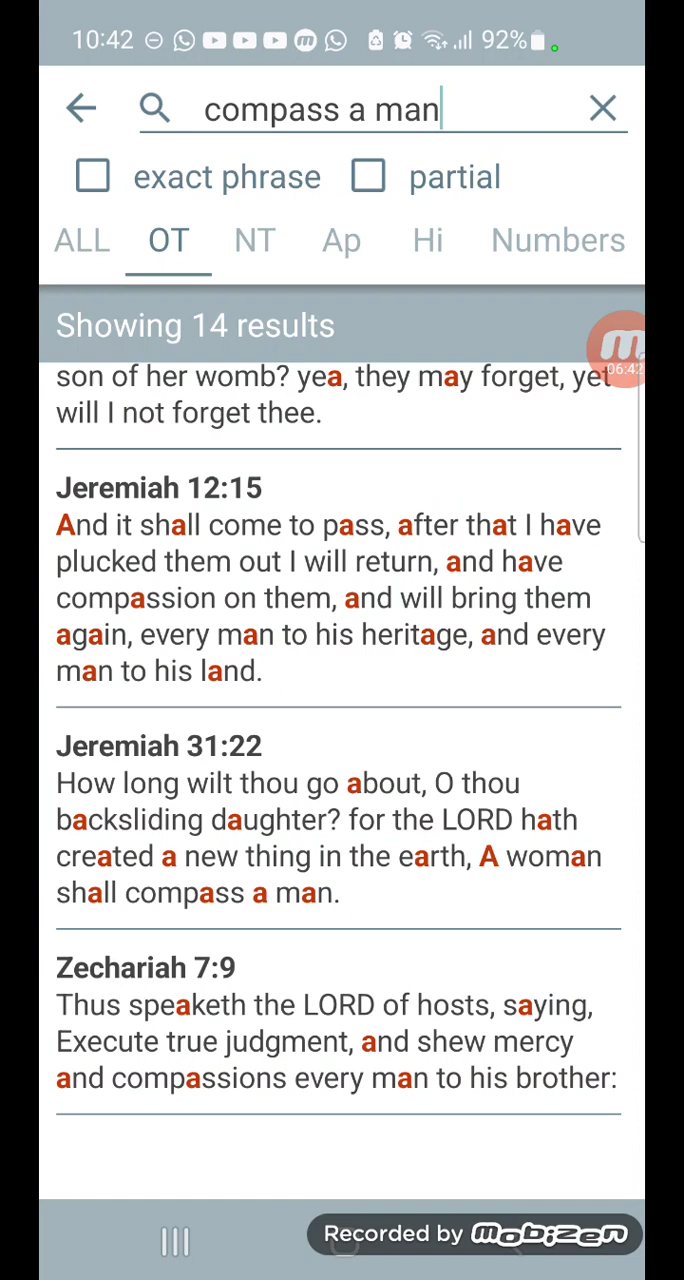 10:42 92%
compass a man
exact phrase partial
ALL OT NT Ap Hi Numbers
Showing 14 results
06:42
son of her womb? yea, they may forget, yet
will I not forget thee.
Jeremiah 12:15
And it shall come to pass, after that I have
plucked them out I will return, and have
compassion on them, and will bring them
again, every man to his heritage, and every
man to his land.
Jeremiah 31:22
How long wilt thou go about, O thou
backsliding daughter? for the LORD hath
created a new thing in the earth, A woman
shall compass a man.
Zechariah 7:9
Thus speaketh the LORD of hosts, saying,
Execute true judgment, and shew mercy
and compassions every man to his brother:
Recorded by mobizen